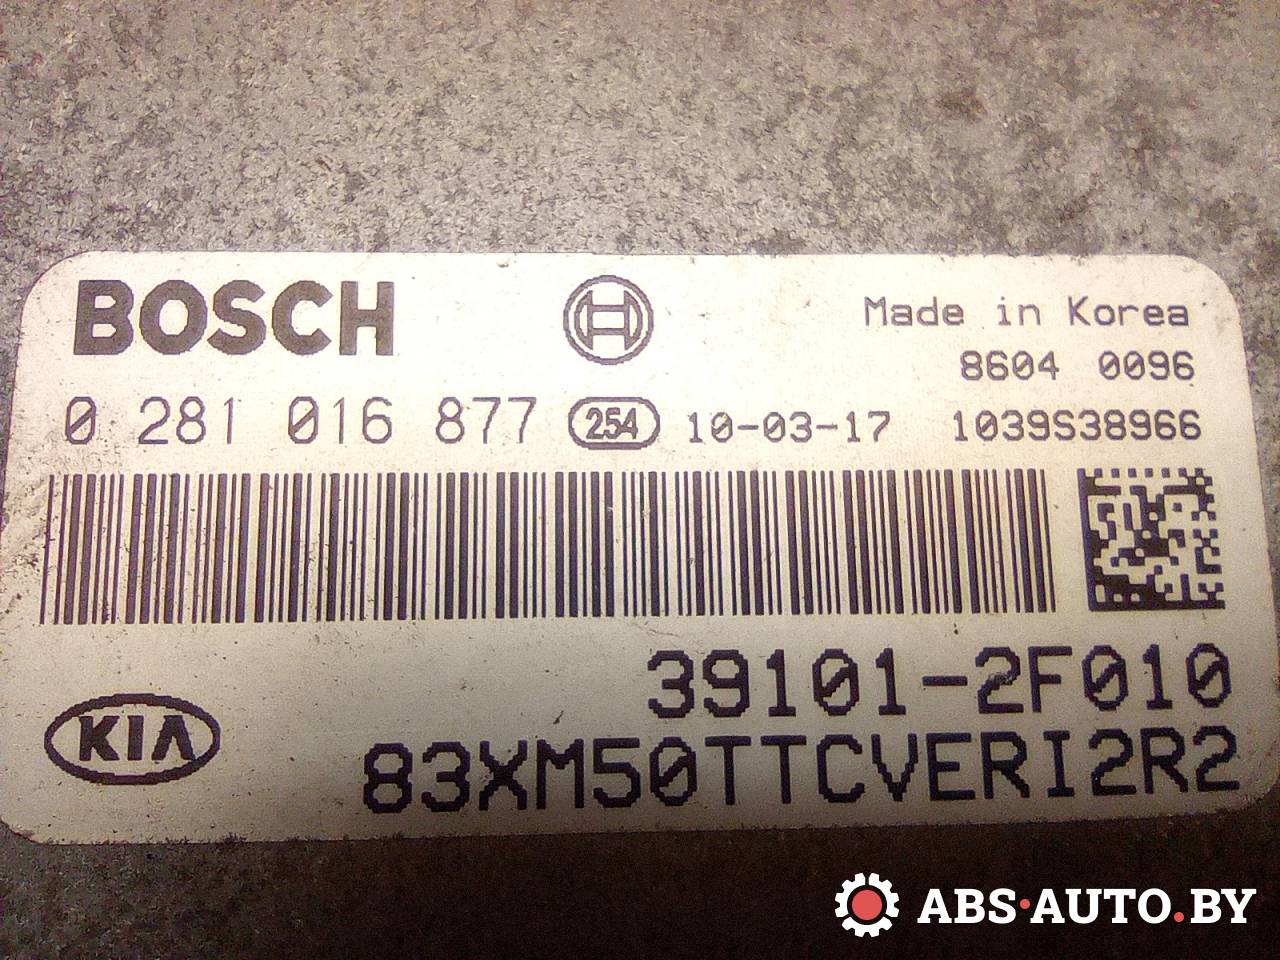 BOSCH
Made in Korea
8604 0096
0 281 016 877 254 10-03-17 1039S38966
39101-2F010
KIA
83XM50TTCVERI2R2
ABS·AUTO.BY